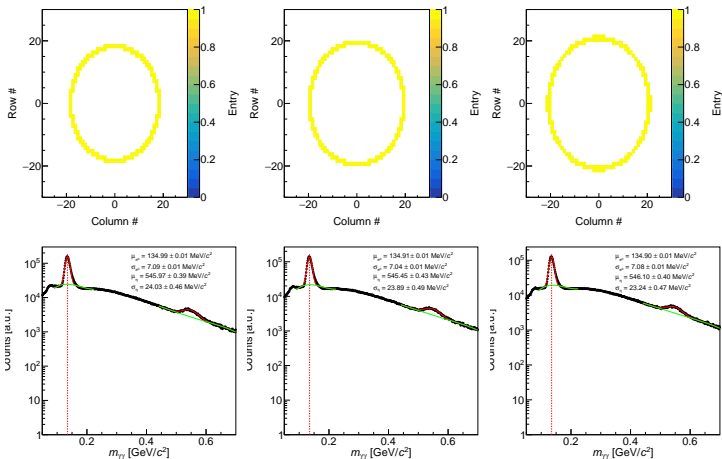 Row #
20
0
−20
−20
0
20
Column #
1
0.8
0.6
0.4
0.2
0
Entry
Row #
20
0
−20
−20
0
20
Column #
1
0.8
0.6
0.4
0.2
0
Entry
Row #
20
0
−20
−20
0
20
Column #
1
0.8
0.6
0.4
0.2
0
Entry
Counts [a.u.]
10⁵
10⁴
10³
10²
10
1
μπ⁰ = 134.99 ± 0.01 MeV/c²
σπ⁰ = 7.09 ± 0.01 MeV/c²
μη = 545.97 ± 0.39 MeV/c²
ση = 24.03 ± 0.46 MeV/c²
0.2
0.4
0.6
mγγ [GeV/c²]
Counts [a.u.]
10⁵
10⁴
10³
10²
10
1
μπ⁰ = 134.91 ± 0.01 MeV/c²
σπ⁰ = 7.04 ± 0.01 MeV/c²
μη = 545.45 ± 0.43 MeV/c²
ση = 23.89 ± 0.49 MeV/c²
0.2
0.4
0.6
mγγ [GeV/c²]
Counts [a.u.]
10⁵
10⁴
10³
10²
10
1
μπ⁰ = 134.90 ± 0.01 MeV/c²
σπ⁰ = 7.08 ± 0.01 MeV/c²
μη = 546.10 ± 0.40 MeV/c²
ση = 23.24 ± 0.47 MeV/c²
0.2
0.4
0.6
mγγ [GeV/c²]